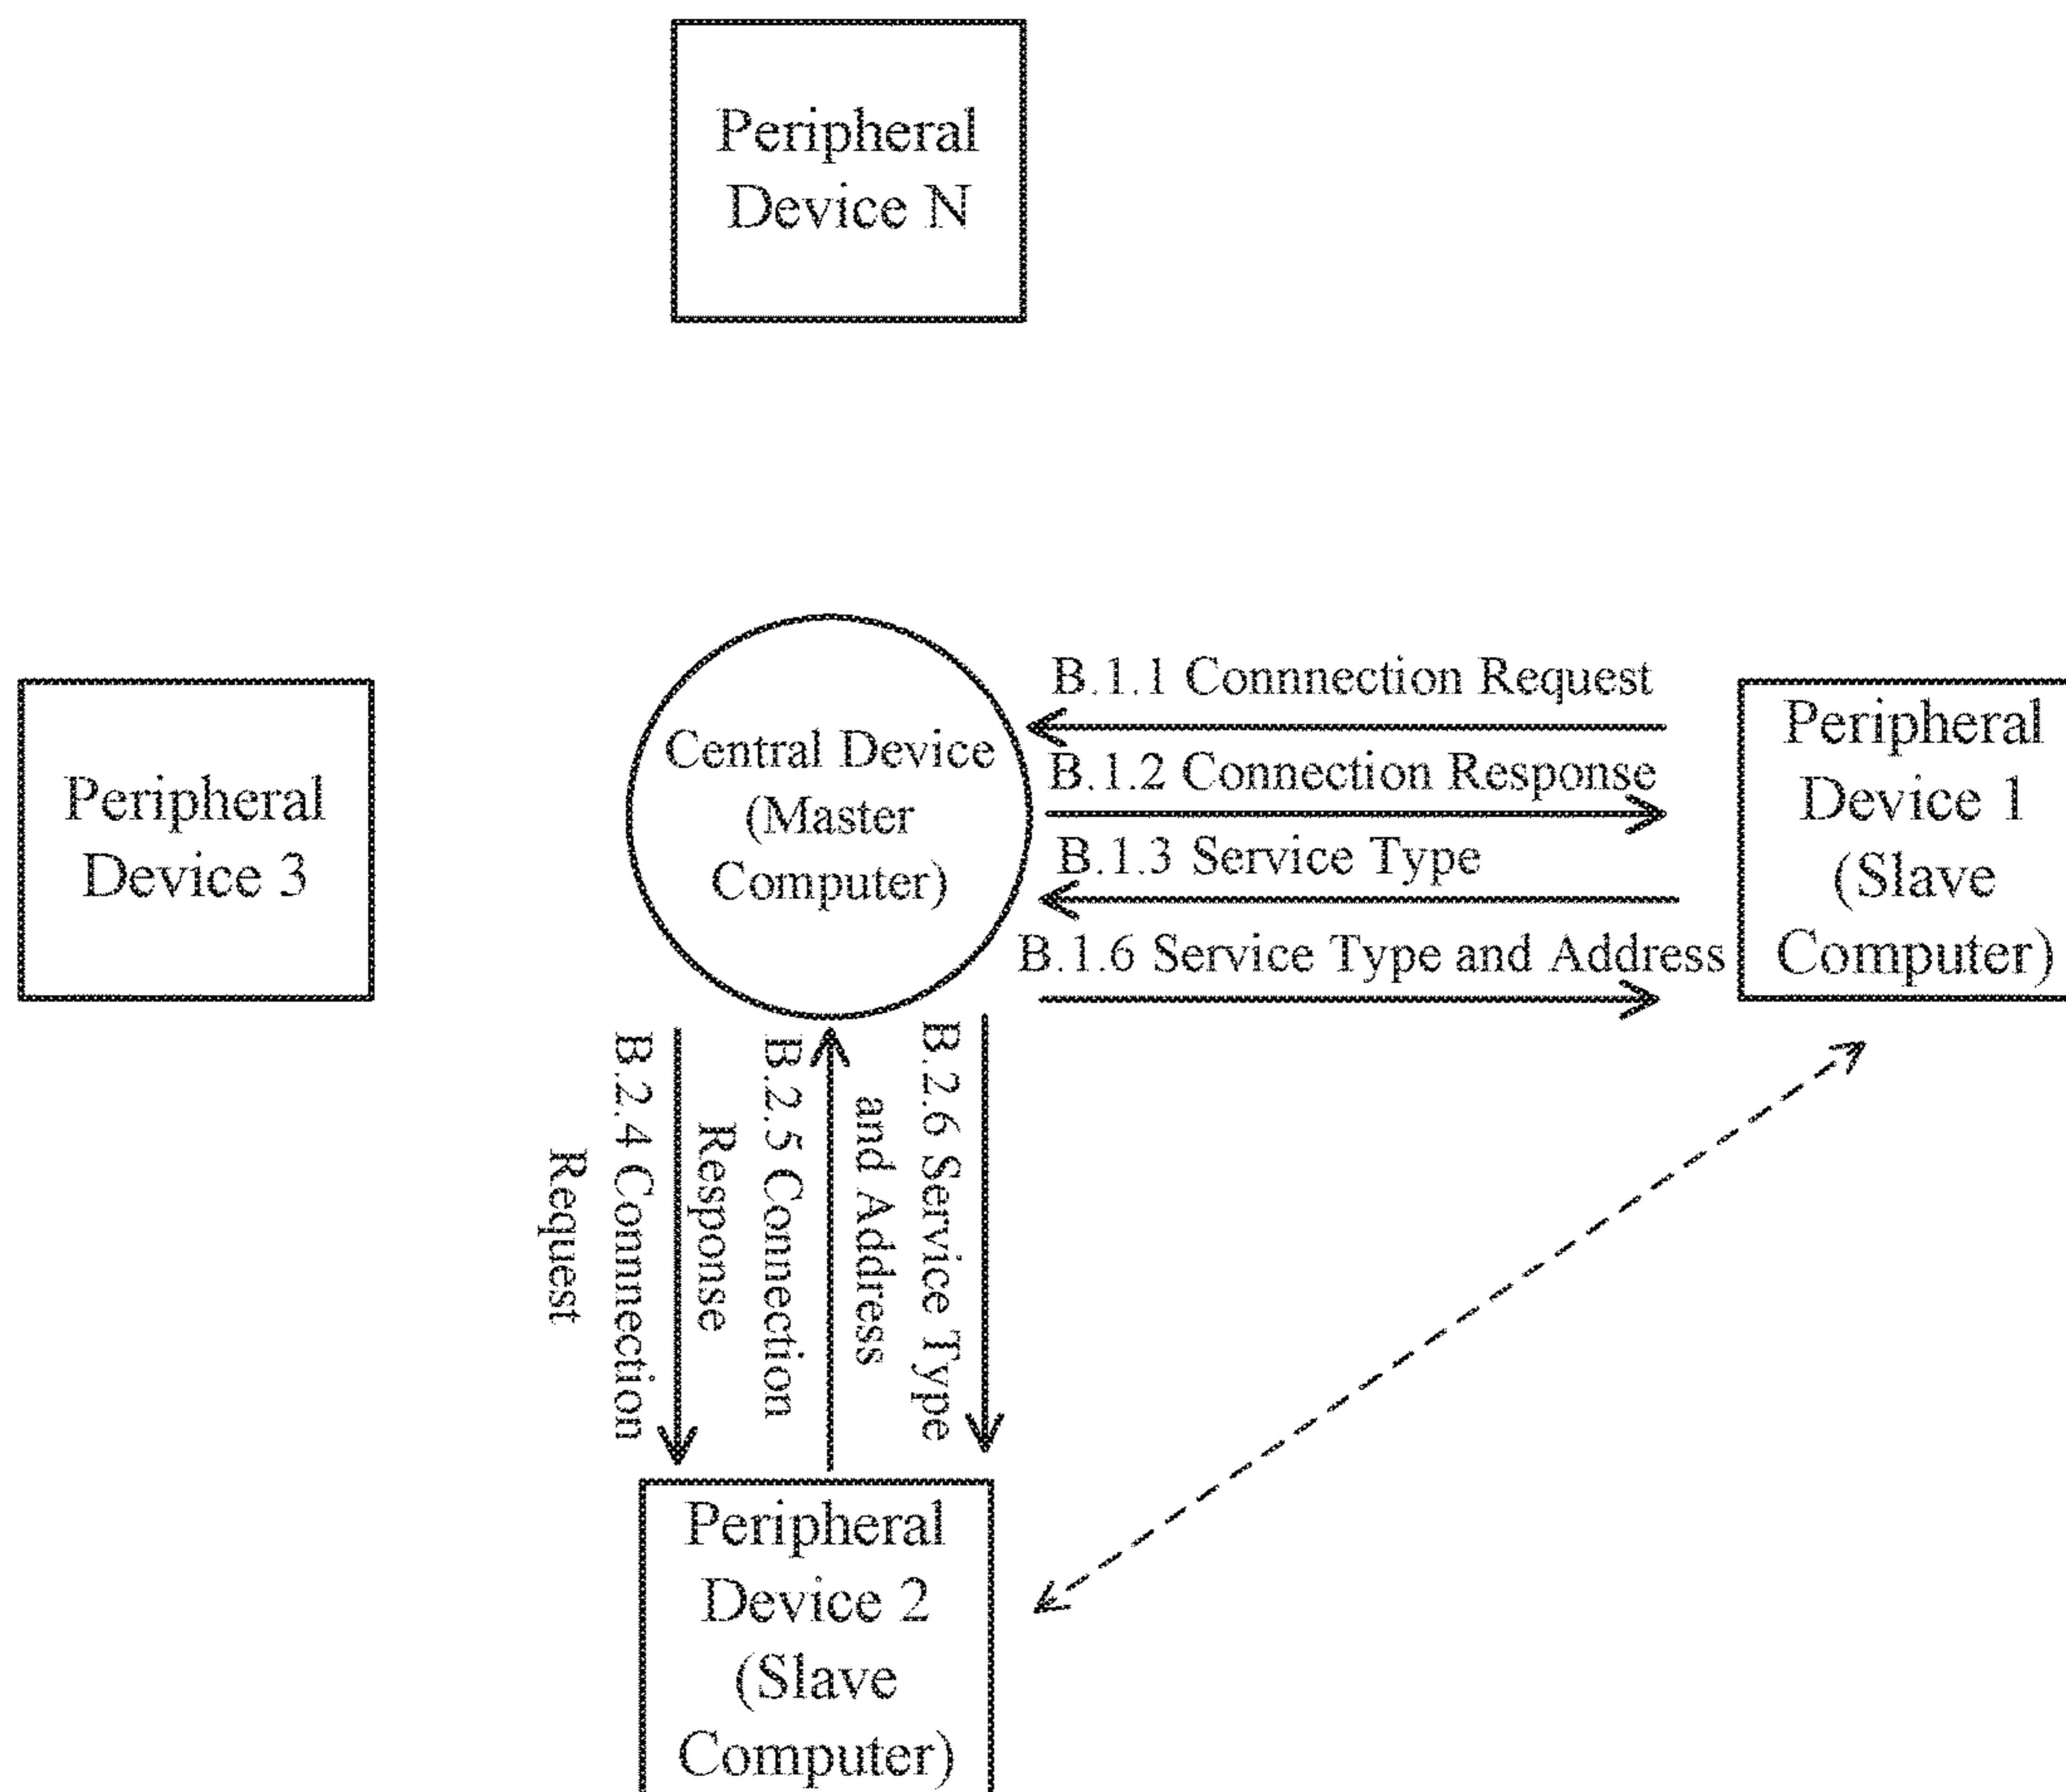 Peripheral
Device N
Peripheral
Device 3
Central Device
(Master
Computer)
B.1.1 Connnection Request
B.1.2 Connection Response
B.1.3 Service Type
B.1.6 Service Type and Address
Peripheral
Device 1
(Slave
Computer)
B.2.4 Connnection
Request
B.2.5 Connection
Response
B.2.6 Service Type
and Address
Peripheral
Device 2
(Slave
Computer)